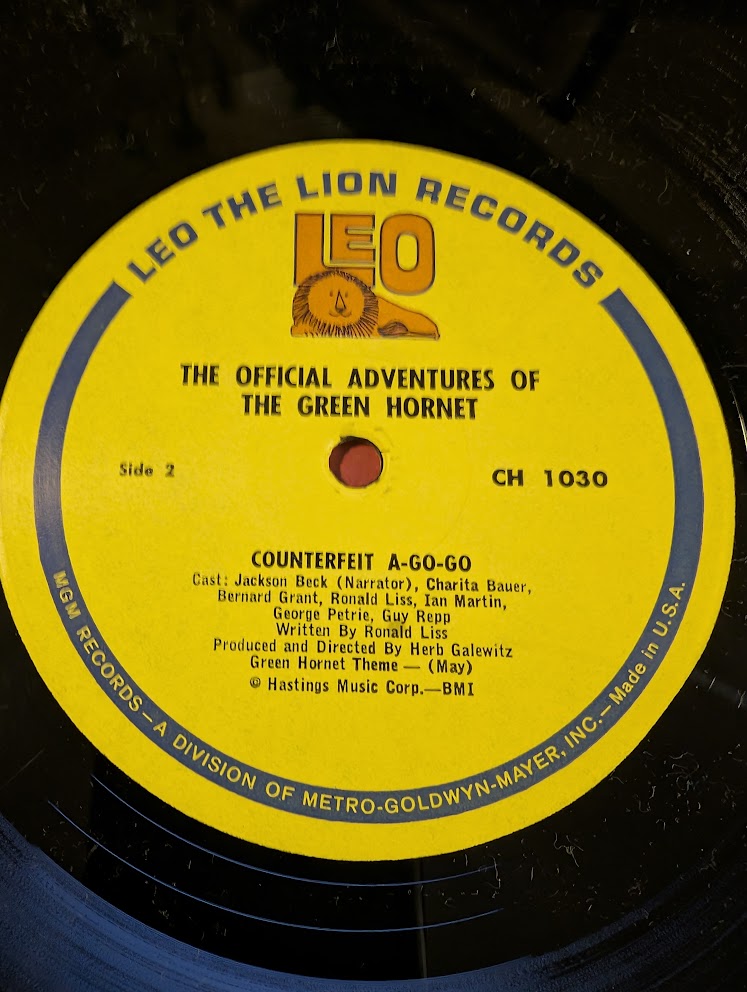 LEO THE LION RECORDS
LEO
THE OFFICIAL ADVENTURES OF
THE GREEN HORNET
Side 2
CH 1030
COUNTERFEIT A-GO-GO
Cast: Jackson Beck (Narrator), Charita Bauer,
Bernard Grant, Ronald Liss, Ian Martin,
George Petrie, Guy Repp
Written By Ronald Liss
Produced and Directed By Herb Galewitz
Green Hornet Theme — (May)
© Hastings Music Corp.—BMI
MGM RECORDS — A DIVISION OF METRO-GOLDWYN-MAYER, INC. — Made in U.S.A.